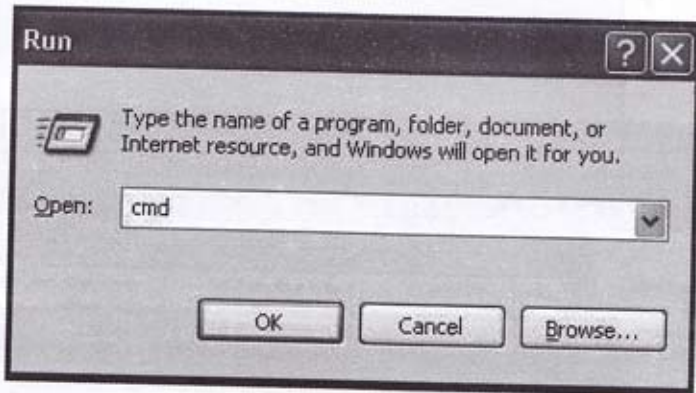 Run
?
X
Type the name of a program, folder, document, or
Internet resource, and Windows will open it for you.
Open:
cmd
OK
Cancel
Browse...